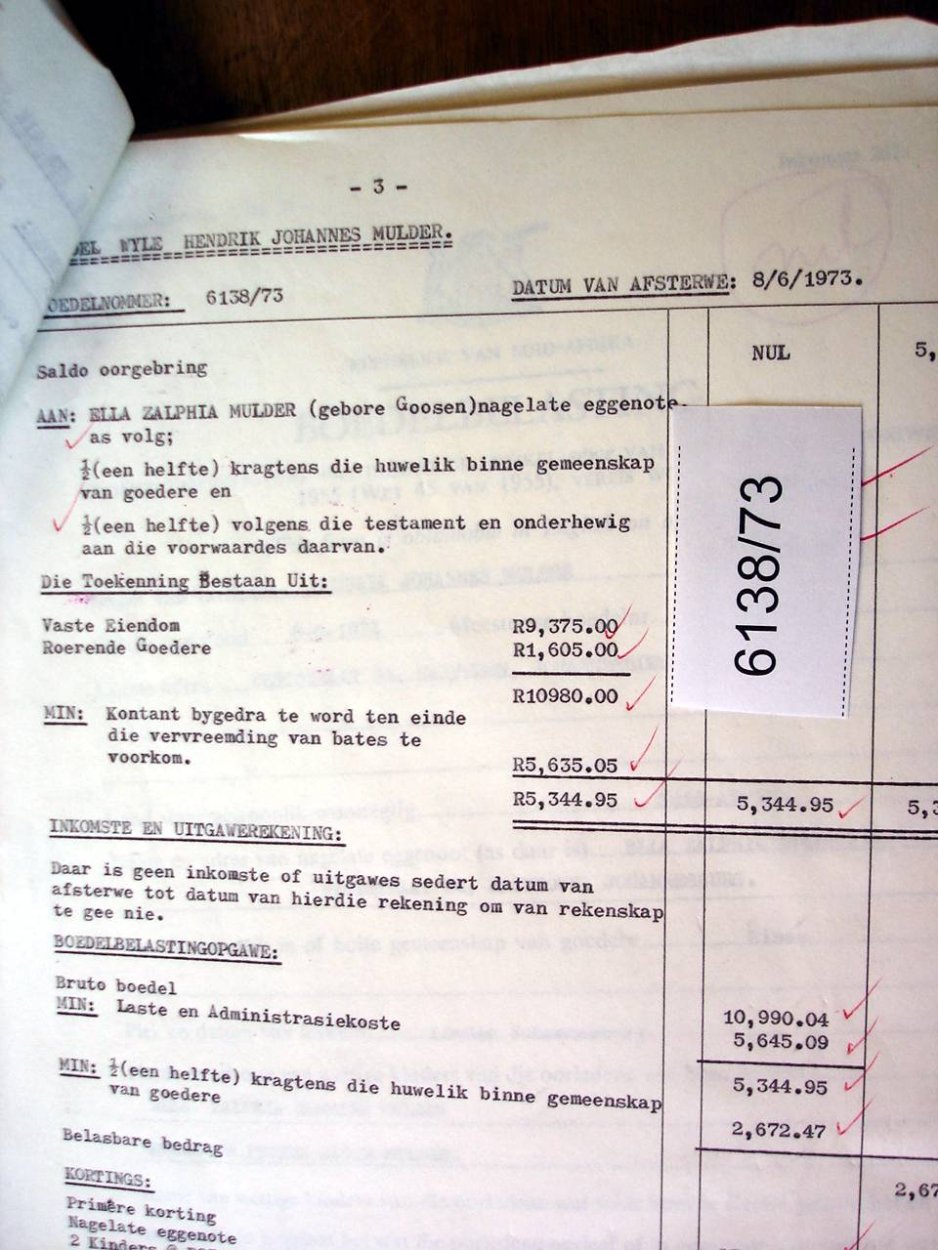 - 3 -
WYLE HENDRIK JOHANNES MULDER.
OEDELNOMMER: 6138/73 DATUM VAN AFSTERWE: 8/6/1973.
Saldo oorgebring NUL 5,
AAN: ELLA ZALPHIA MULDER (gebore Goosen)nagelate eggenote
as volg;
½(een helfte) kragtens die huwelik binne gemeenskap
van goedere en
½(een helfte) volgens die testament en onderhewig
aan die voorwaardes daarvan.
6138/73
Die Toekenning Bestaan Uit:
Vaste Eiendom R9,375.00
Roerende Goedere R1,605.00
R10980.00
MIN: Kontant bygedra te word ten einde
die vervreemding van bates te
voorkom. R5,635.05
R5,344.95 5,344.95 5,3
INKOMSTE EN UITGAWEREKENING:
Daar is geen inkomste of uitgawes sedert datum van
afsterwe tot datum van hierdie rekening om van rekenskap
te gee nie.
BOEDELBELASTINGOPGAWE:
Bruto boedel 10,990.04
MIN: Laste en Administrasiekoste 5,645.09
5,344.95
MIN: ½(een helfte) kragtens die huwelik binne gemeenskap
van goedere 2,672.47
Belasbare bedrag 2,67
KORTINGS:
Primêre korting
Nagelate eggenote
2 Kinders @